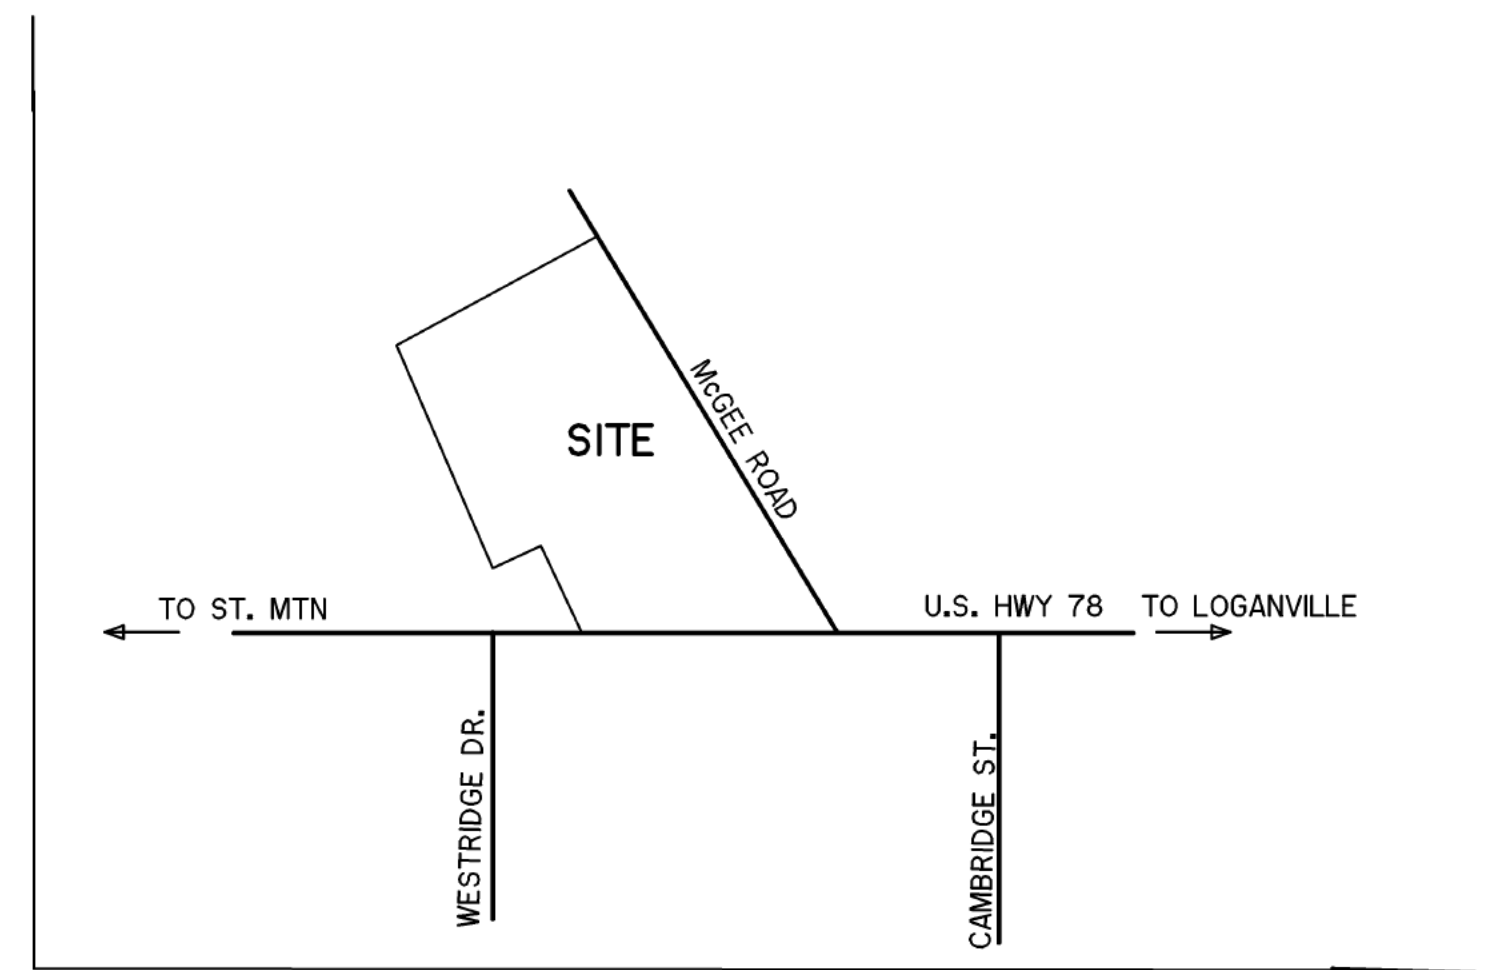 McGEE ROAD
SITE
TO ST. MTN
U.S. HWY 78
TO LOGANVILLE
WESTRIDGE DR.
CAMBRIDGE ST.